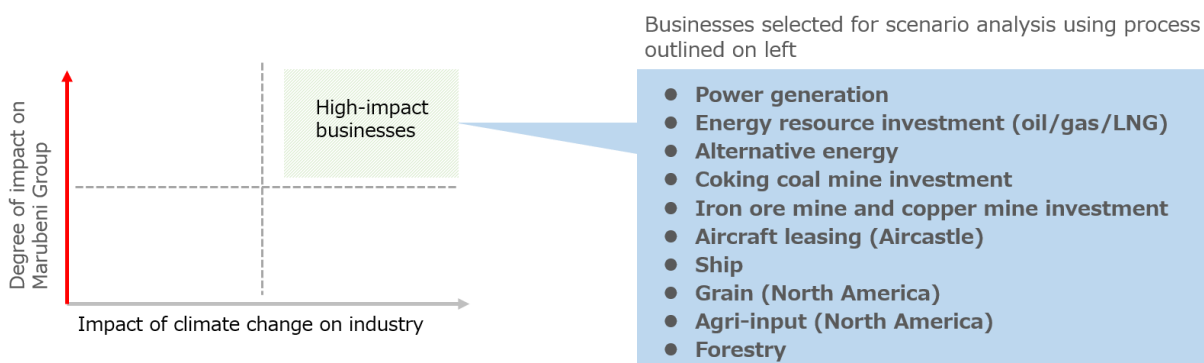 Businesses selected for scenario analysis using process
outlined on left
Degree of impact on
Marubeni Group
High-impact
businesses
Impact of climate change on industry
● Power generation
● Energy resource investment (oil/gas/LNG)
● Alternative energy
● Coking coal mine investment
● Iron ore mine and copper mine investment
● Aircraft leasing (Aircastle)
● Ship
● Grain (North America)
● Agri-input (North America)
● Forestry